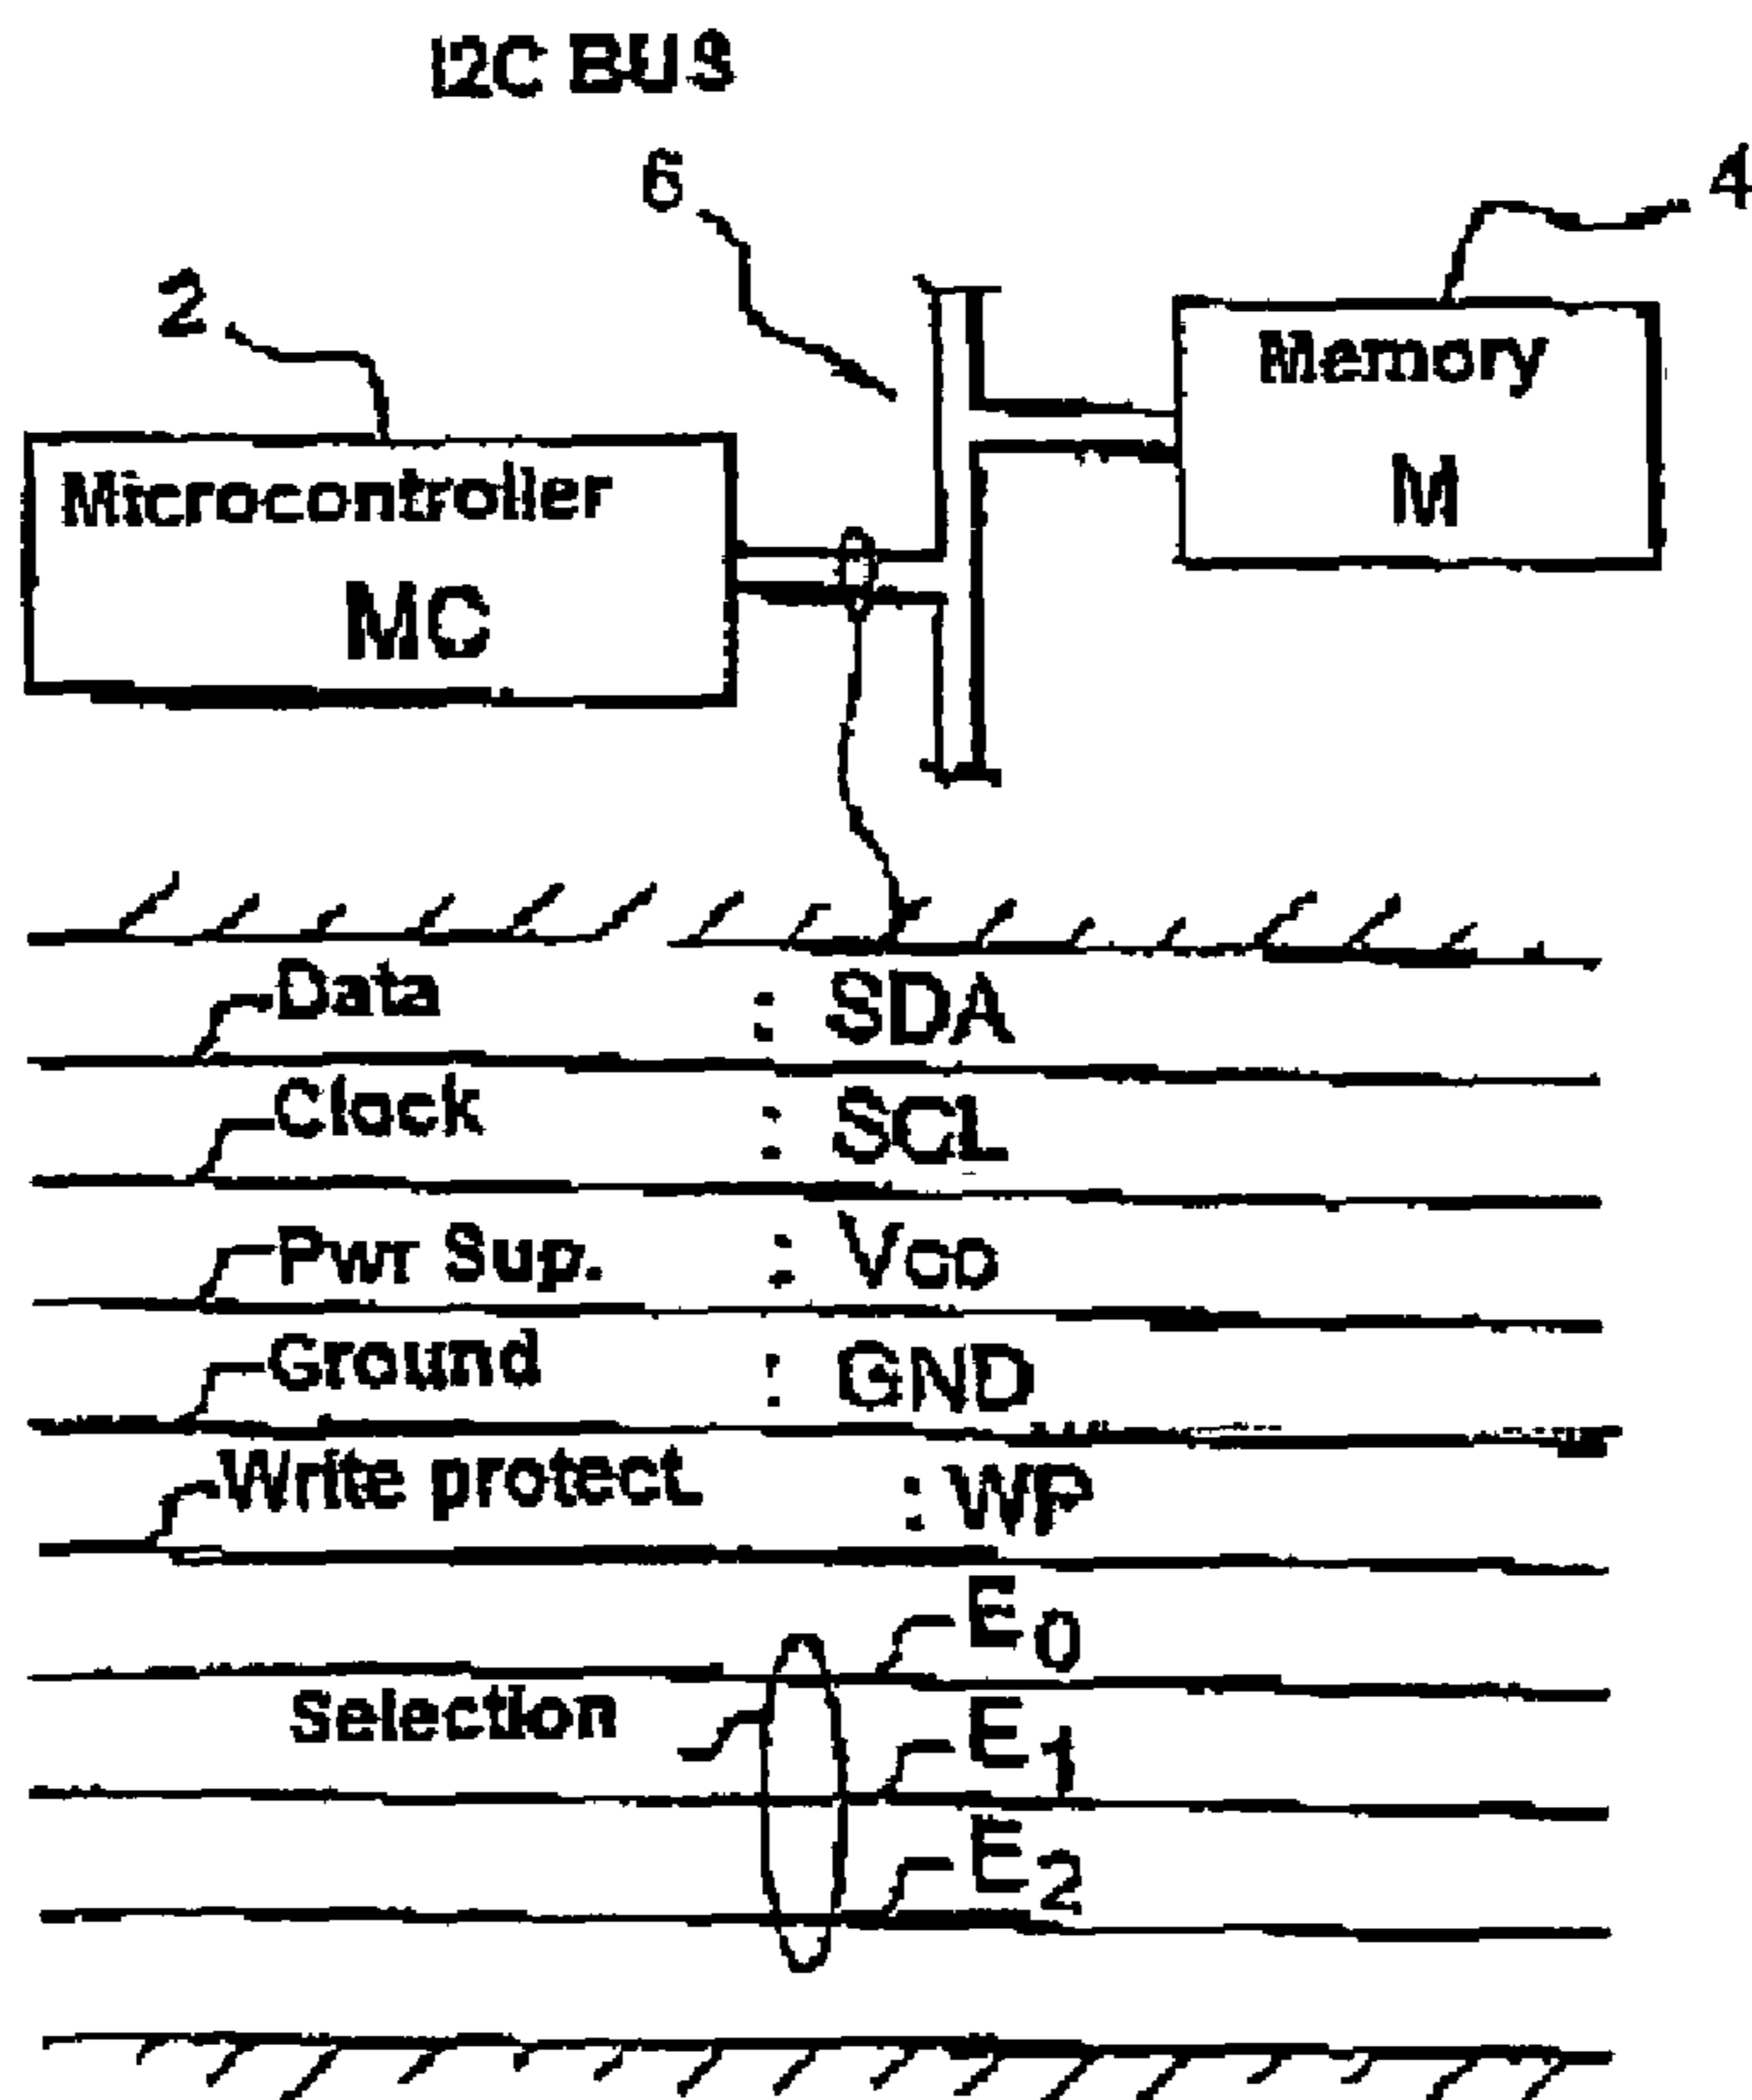 I2C BUS
6
4
2
Memory
M
Microcontroller
MC
Data : SDA
Clock : SCL
Pwr Sup. : VCC
Ground : GND
Write protect : WP
E0
Selection
E1
E2